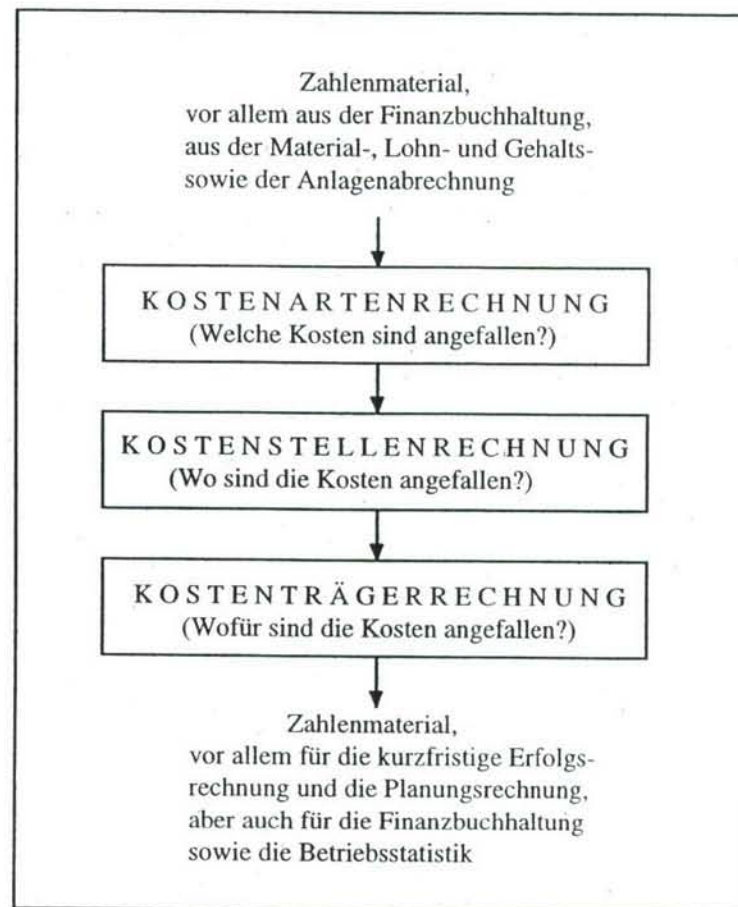 Zahlenmaterial,
vor allem aus der Finanzbuchhaltung,
aus der Material-, Lohn- und Gehalts-
sowie der Anlagenabrechnung
KOSTENARTENRECHNUNG
(Welche Kosten sind angefallen?)
KOSTENSTELLENRECHNUNG
(Wo sind die Kosten angefallen?)
KOSTENTRÄGERRECHNUNG
(Wofür sind die Kosten angefallen?)
Zahlenmaterial,
vor allem für die kurzfristige Erfolgs-
rechnung und die Planungsrechnung,
aber auch für die Finanzbuchhaltung
sowie die Betriebsstatistik